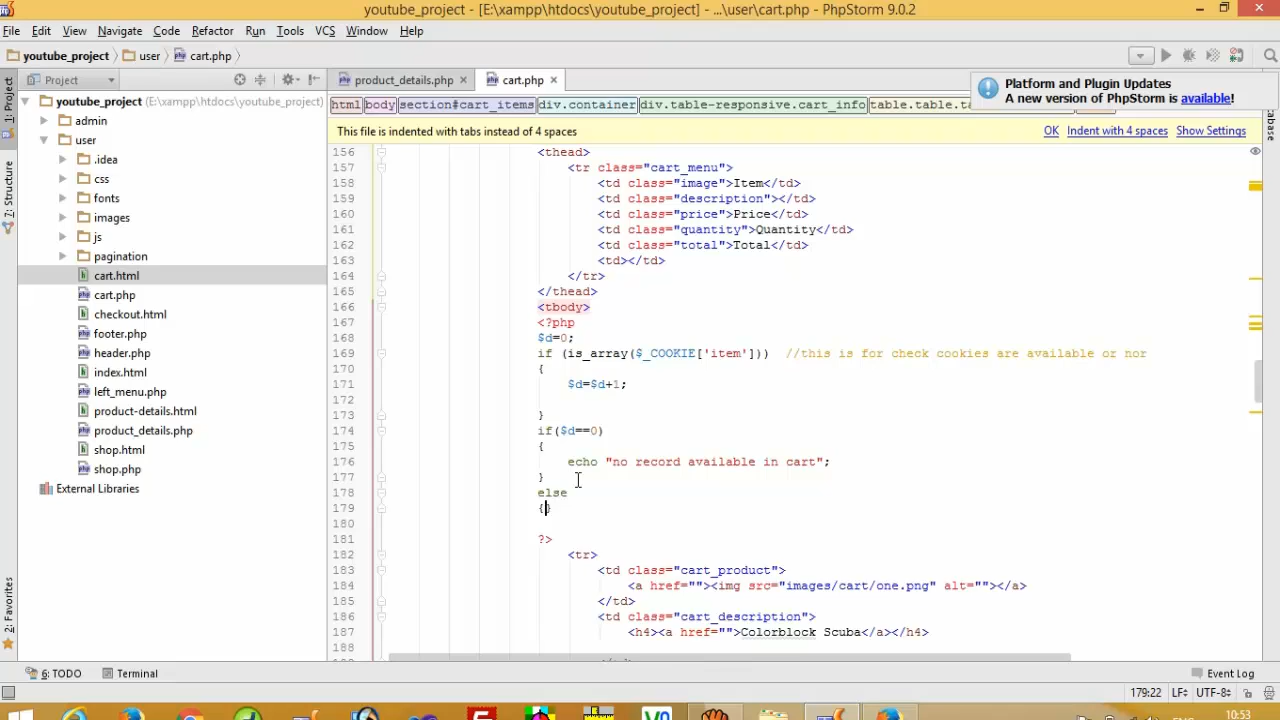 youtube_project - [E:\xampp\htdocs\youtube_project] - ...\user\cart.php - PhpStorm 9.0.2
File Edit View Navigate Code Refactor Run Tools VCS Window Help
youtube_project user cart.php
Project product_details.php cart.php
Platform and Plugin Updates
A new version of PhpStorm is available!
html body section#cart_items div.container div.table-responsive.cart_info
This file is indented with tabs instead of 4 spaces OK Indent with 4 spaces Show Settings
1: Project
7: Structure
2: Favorites
youtube_project (E:\xampp\htdocs\youtube_project)
admin
user
.idea
css
fonts
images
js
pagination
cart.html
cart.php
checkout.html
footer.php
header.php
index.html
left_menu.php
product-details.html
product_details.php
shop.html
shop.php
External Libraries
156 <thead>
157 <tr class="cart_menu">
158 <td class="image">Item</td>
159 <td class="description"></td>
160 <td class="price">Price</td>
161 <td class="quantity">Quantity</td>
162 <td class="total">Total</td>
163 <td></td>
164 </tr>
165 </thead>
166 <tbody>
167 <?php
168 $d=0;
169 if (is_array($_COOKIE['item'])) //this is for check cookies are available or nor
170 {
171 $d=$d+1;
172
173 }
174 if($d==0)
175 {
176 echo "no record available in cart";
177 }
178 else
179 {}
180
181 ?>
182 <tr>
183 <td class="cart_product">
184 <a href=""><img src="images/cart/one.png" alt=""></a>
185 </td>
186 <td class="cart_description">
187 <h4><a href="">Colorblock Scuba</a></h4>
188
6: TODO Terminal Event Log
179:22 LF UTF-8
10:53